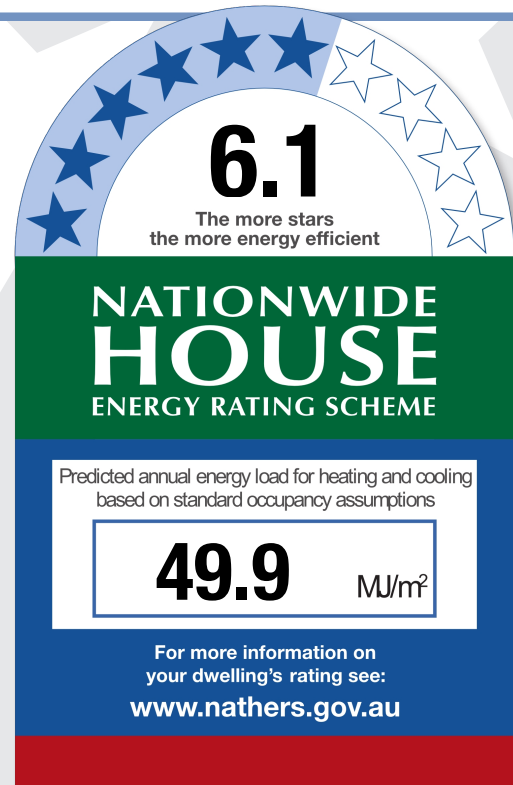 6.1
The more stars
the more energy efficient
NATIONWIDE
HOUSE
ENERGY RATING SCHEME
Predicted annual energy load for heating and cooling
based on standard occupancy assumptions
49.9 MJ/m²
For more information on
your dwelling's rating see:
www.nathers.gov.au